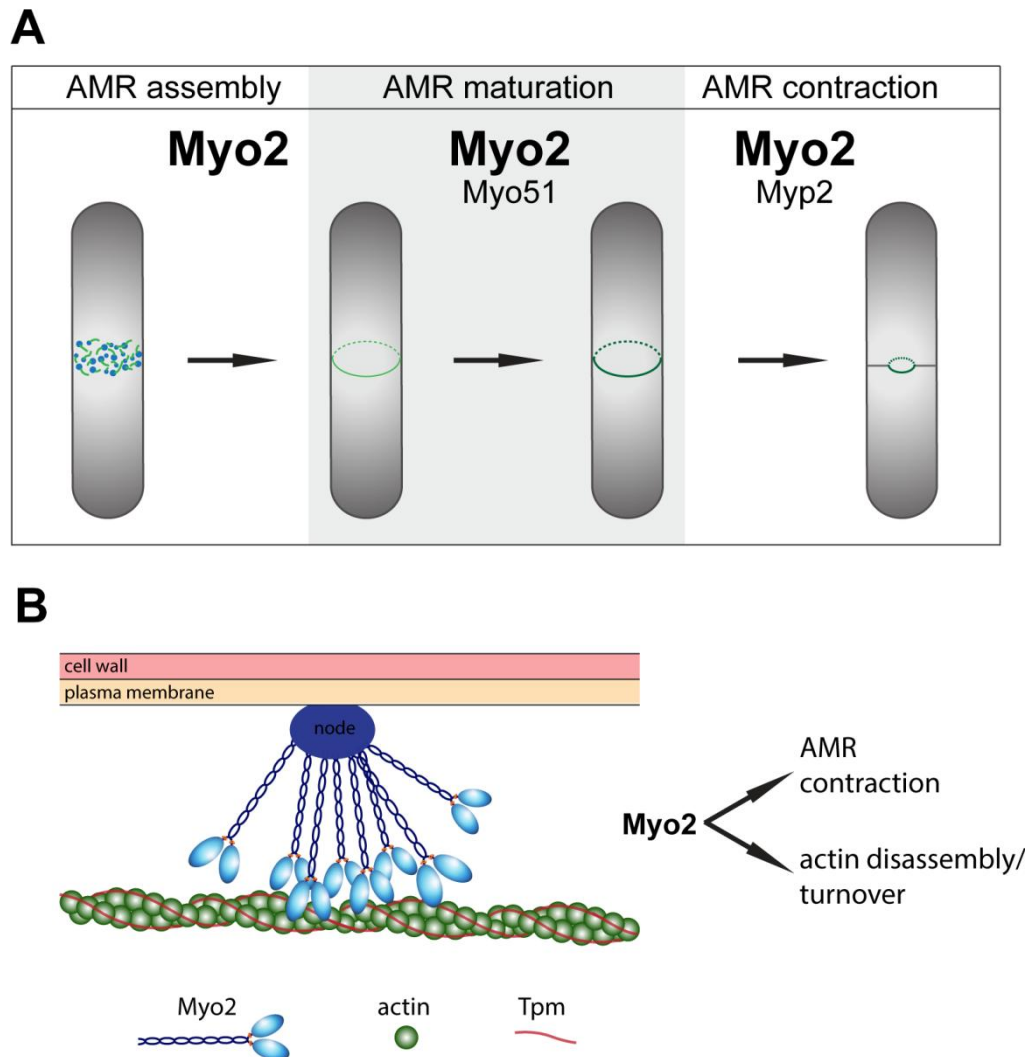 A
AMR assembly
AMR maturation
AMR contraction
Myo2
Myo2
Myo51
Myo2
Myp2
B
cell wall
plasma membrane
node
Myo2
AMR
contraction
actin disassembly/
turnover
Myo2
actin
Tpm